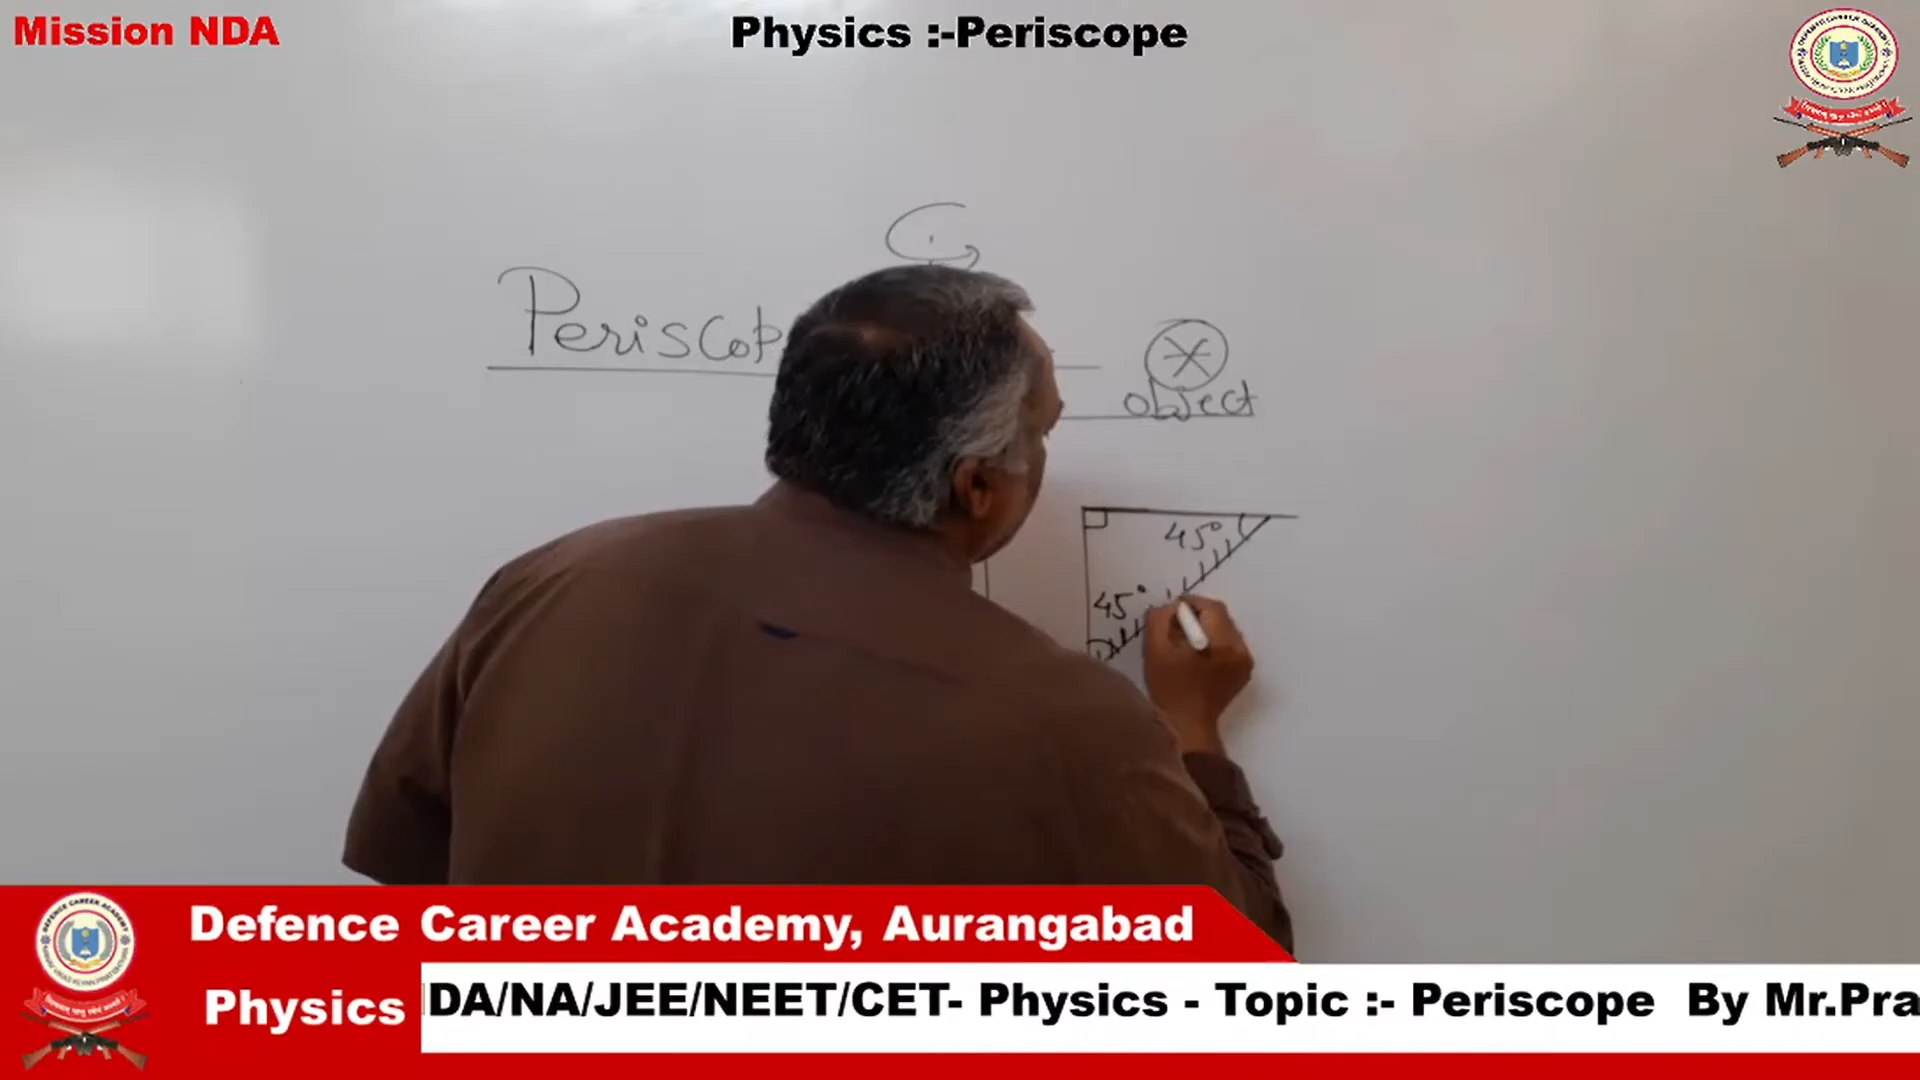 Mission NDA
Physics :-Periscope
Periscop
object
45°
45°
Defence Career Academy, Aurangabad
Physics
DA/NA/JEE/NEET/CET- Physics - Topic :- Periscope By Mr.Pra